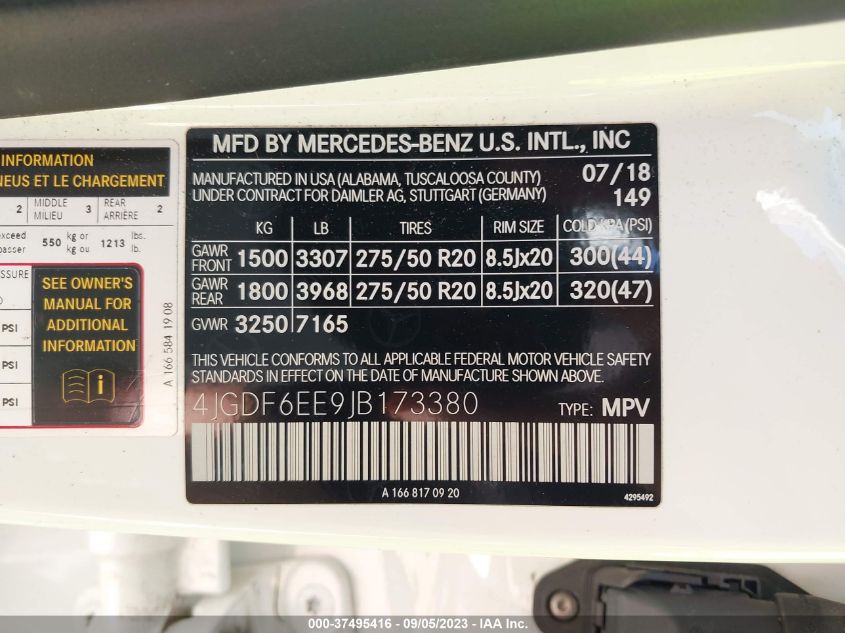 INFORMATION
NEUS ET LE CHARGEMENT
2 MIDDLE MILIEU 3 REAR ARRIÈRE 2
exceed
550 kg or kg ou 1213 lbs. lb.
SSURE
PSI
PSI
PSI
SEE OWNER'S
MANUAL FOR
ADDITIONAL
INFORMATION
A 166 584 19 08
MFD BY MERCEDES-BENZ U.S. INTL., INC
MANUFACTURED IN USA (ALABAMA, TUSCALOOSA COUNTY) 07/18
UNDER CONTRACT FOR DAIMLER AG, STUTTGART (GERMANY) 149
KG LB TIRES RIM SIZE COLD KPA (PSI)
GAWR FRONT 1500 3307 275/50 R20 8.5Jx20 300(44)
GAWR REAR 1800 3968 275/50 R20 8.5Jx20 320(47)
GVWR 3250 7165
THIS VEHICLE CONFORMS TO ALL APPLICABLE FEDERAL MOTOR VEHICLE SAFETY
STANDARDS IN EFFECT ON THE DATE OF MANUFACTURE SHOWN ABOVE.
4JGDF6EE9JB173380 TYPE: MPV
A 166 817 09 20
4295492
000-37495416 - 09/05/2023 - IAA Inc.